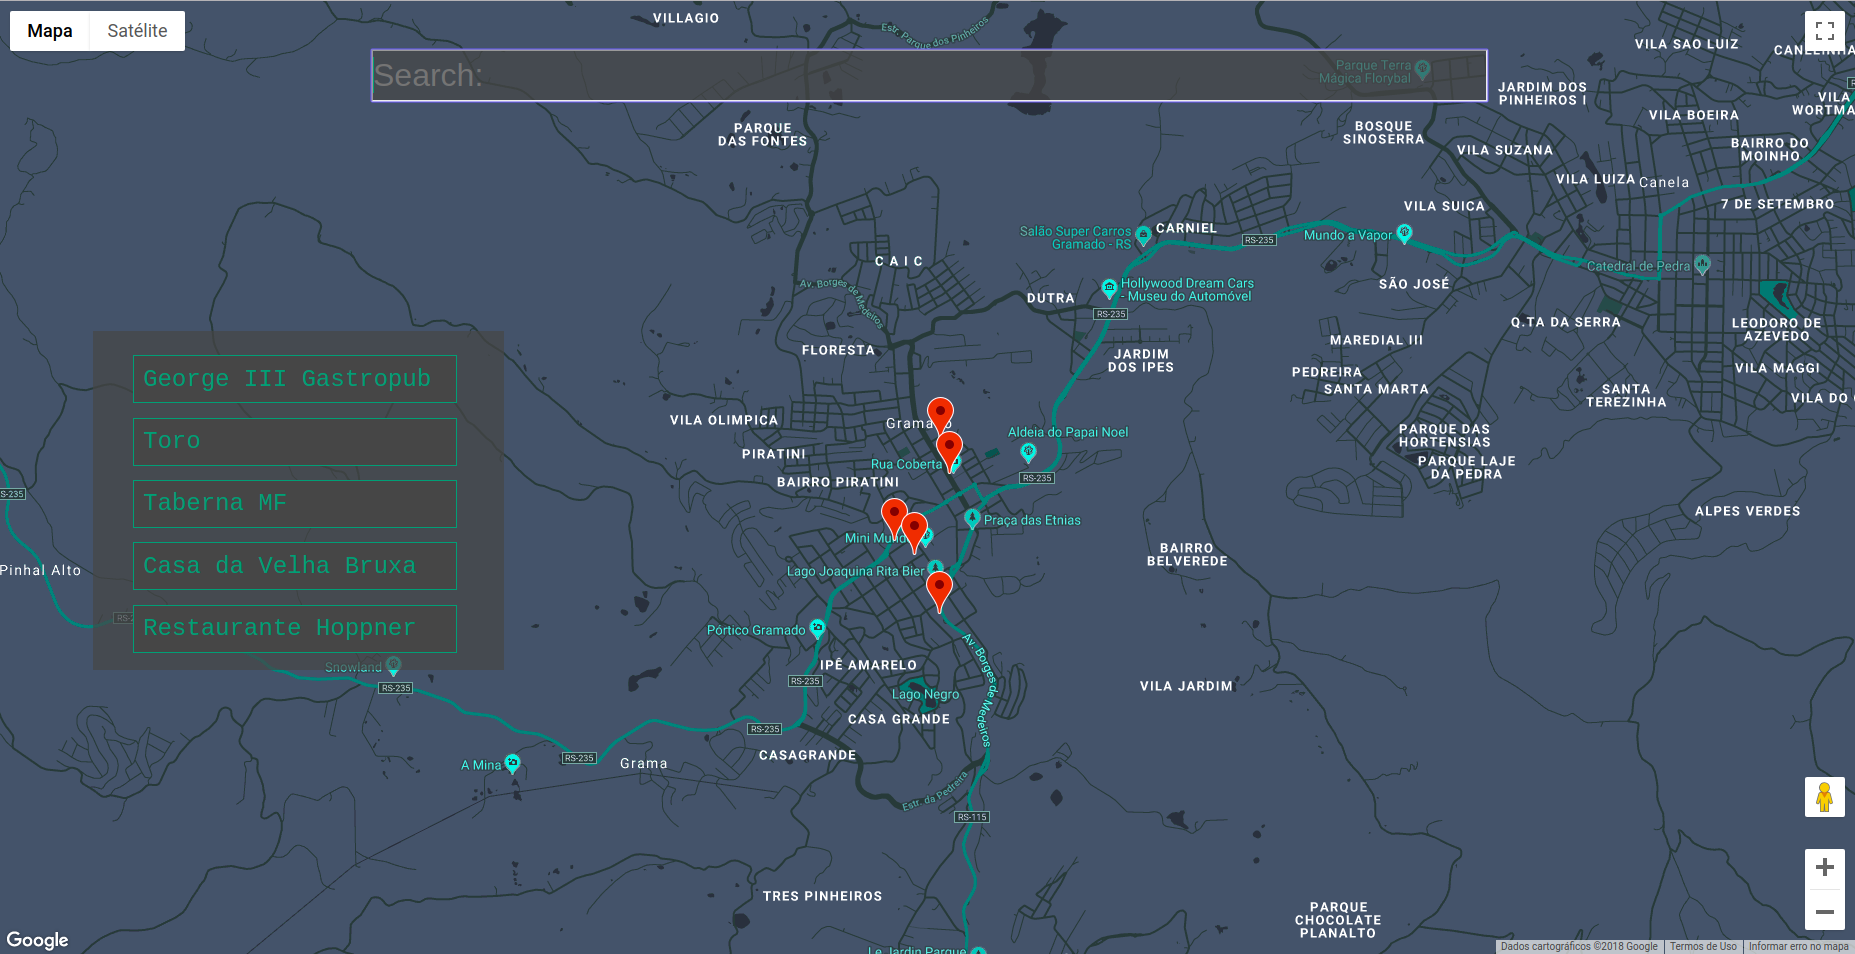 Mapa
Satélite
VILLAGIO
Estr. Parque dos Pinheiros
VILA SAO LUIZ
Search:
Parque Terra
Mágica Florybal
JARDIM DOS
PINHEIROS I
VILA
VILA BOEIRA
PARQUE
DAS FONTES
BOSQUE
SINOSERRA
VILA SUZANA
BAIRRO DO
MOINHO
VILA LUIZA
Canela
VILA SUICA
7 DE SETEMBRO
Salão Super Carros
Gramado - RS
CARNIEL
RS-235
Mundo a Vapor
CAIC
Catedral de Pedra
Av. Borges de Medeiros
DUTRA
Hollywood Dream Cars
- Museu do Automóvel
SÃO JOSÉ
RS-235
Q.TA DA SERRA
LEODORO DE
AZEVEDO
FLORESTA
MAREDIAL III
JARDIM
DOS IPES
PEDREIRA
VILA MAGGI
SANTA MARTA
SANTA
TEREZINHA
VILA DO
George III Gastropub
Toro
Taberna MF
Casa da Velha Bruxa
Restaurante Hoppner
VILA OLIMPICA
Aldeia do Papai Noel
PARQUE DAS
HORTENSIAS
PIRATINI
Rua Coberta
PARQUE LAJE
DA PEDRA
BAIRRO PIRATINI
RS-235
S-235
Praça das Etnias
ALPES VERDES
Mini Mund
BAIRRO
BELVEREDE
Pinhal Alto
Lago Joaquina Rita Bier
Pórtico Gramado
Av. Borges de Medeiros
Snowland
IPÊ AMARELO
RS-235
RS-235
Lago Negro
VILA JARDIM
CASA GRANDE
RS-235
CASAGRANDE
RS-235
A Mina
Grama
Estr. da Pedreira
RS-115
TRES PINHEIROS
PARQUE
CHOCOLATE
PLANALTO
Google
Le Jardin Parque
Dados cartográficos ©2018 Google
Termos de Uso
Informar erro no mapa